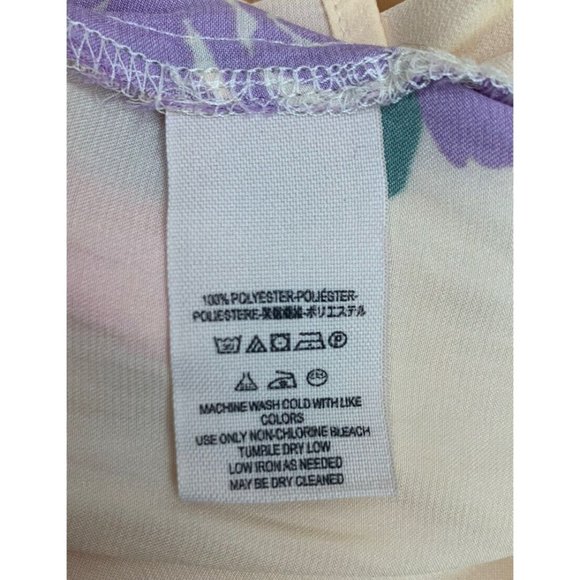 100% POLYESTER-POLIÉSTER-
POLIESTERE-聚酯纖維-ポリエステル
MACHINE WASH COLD WITH LIKE
COLORS
USE ONLY NON-CHLORINE BLEACH
TUMBLE DRY LOW
LOW IRON AS NEEDED
MAY BE DRY CLEANED